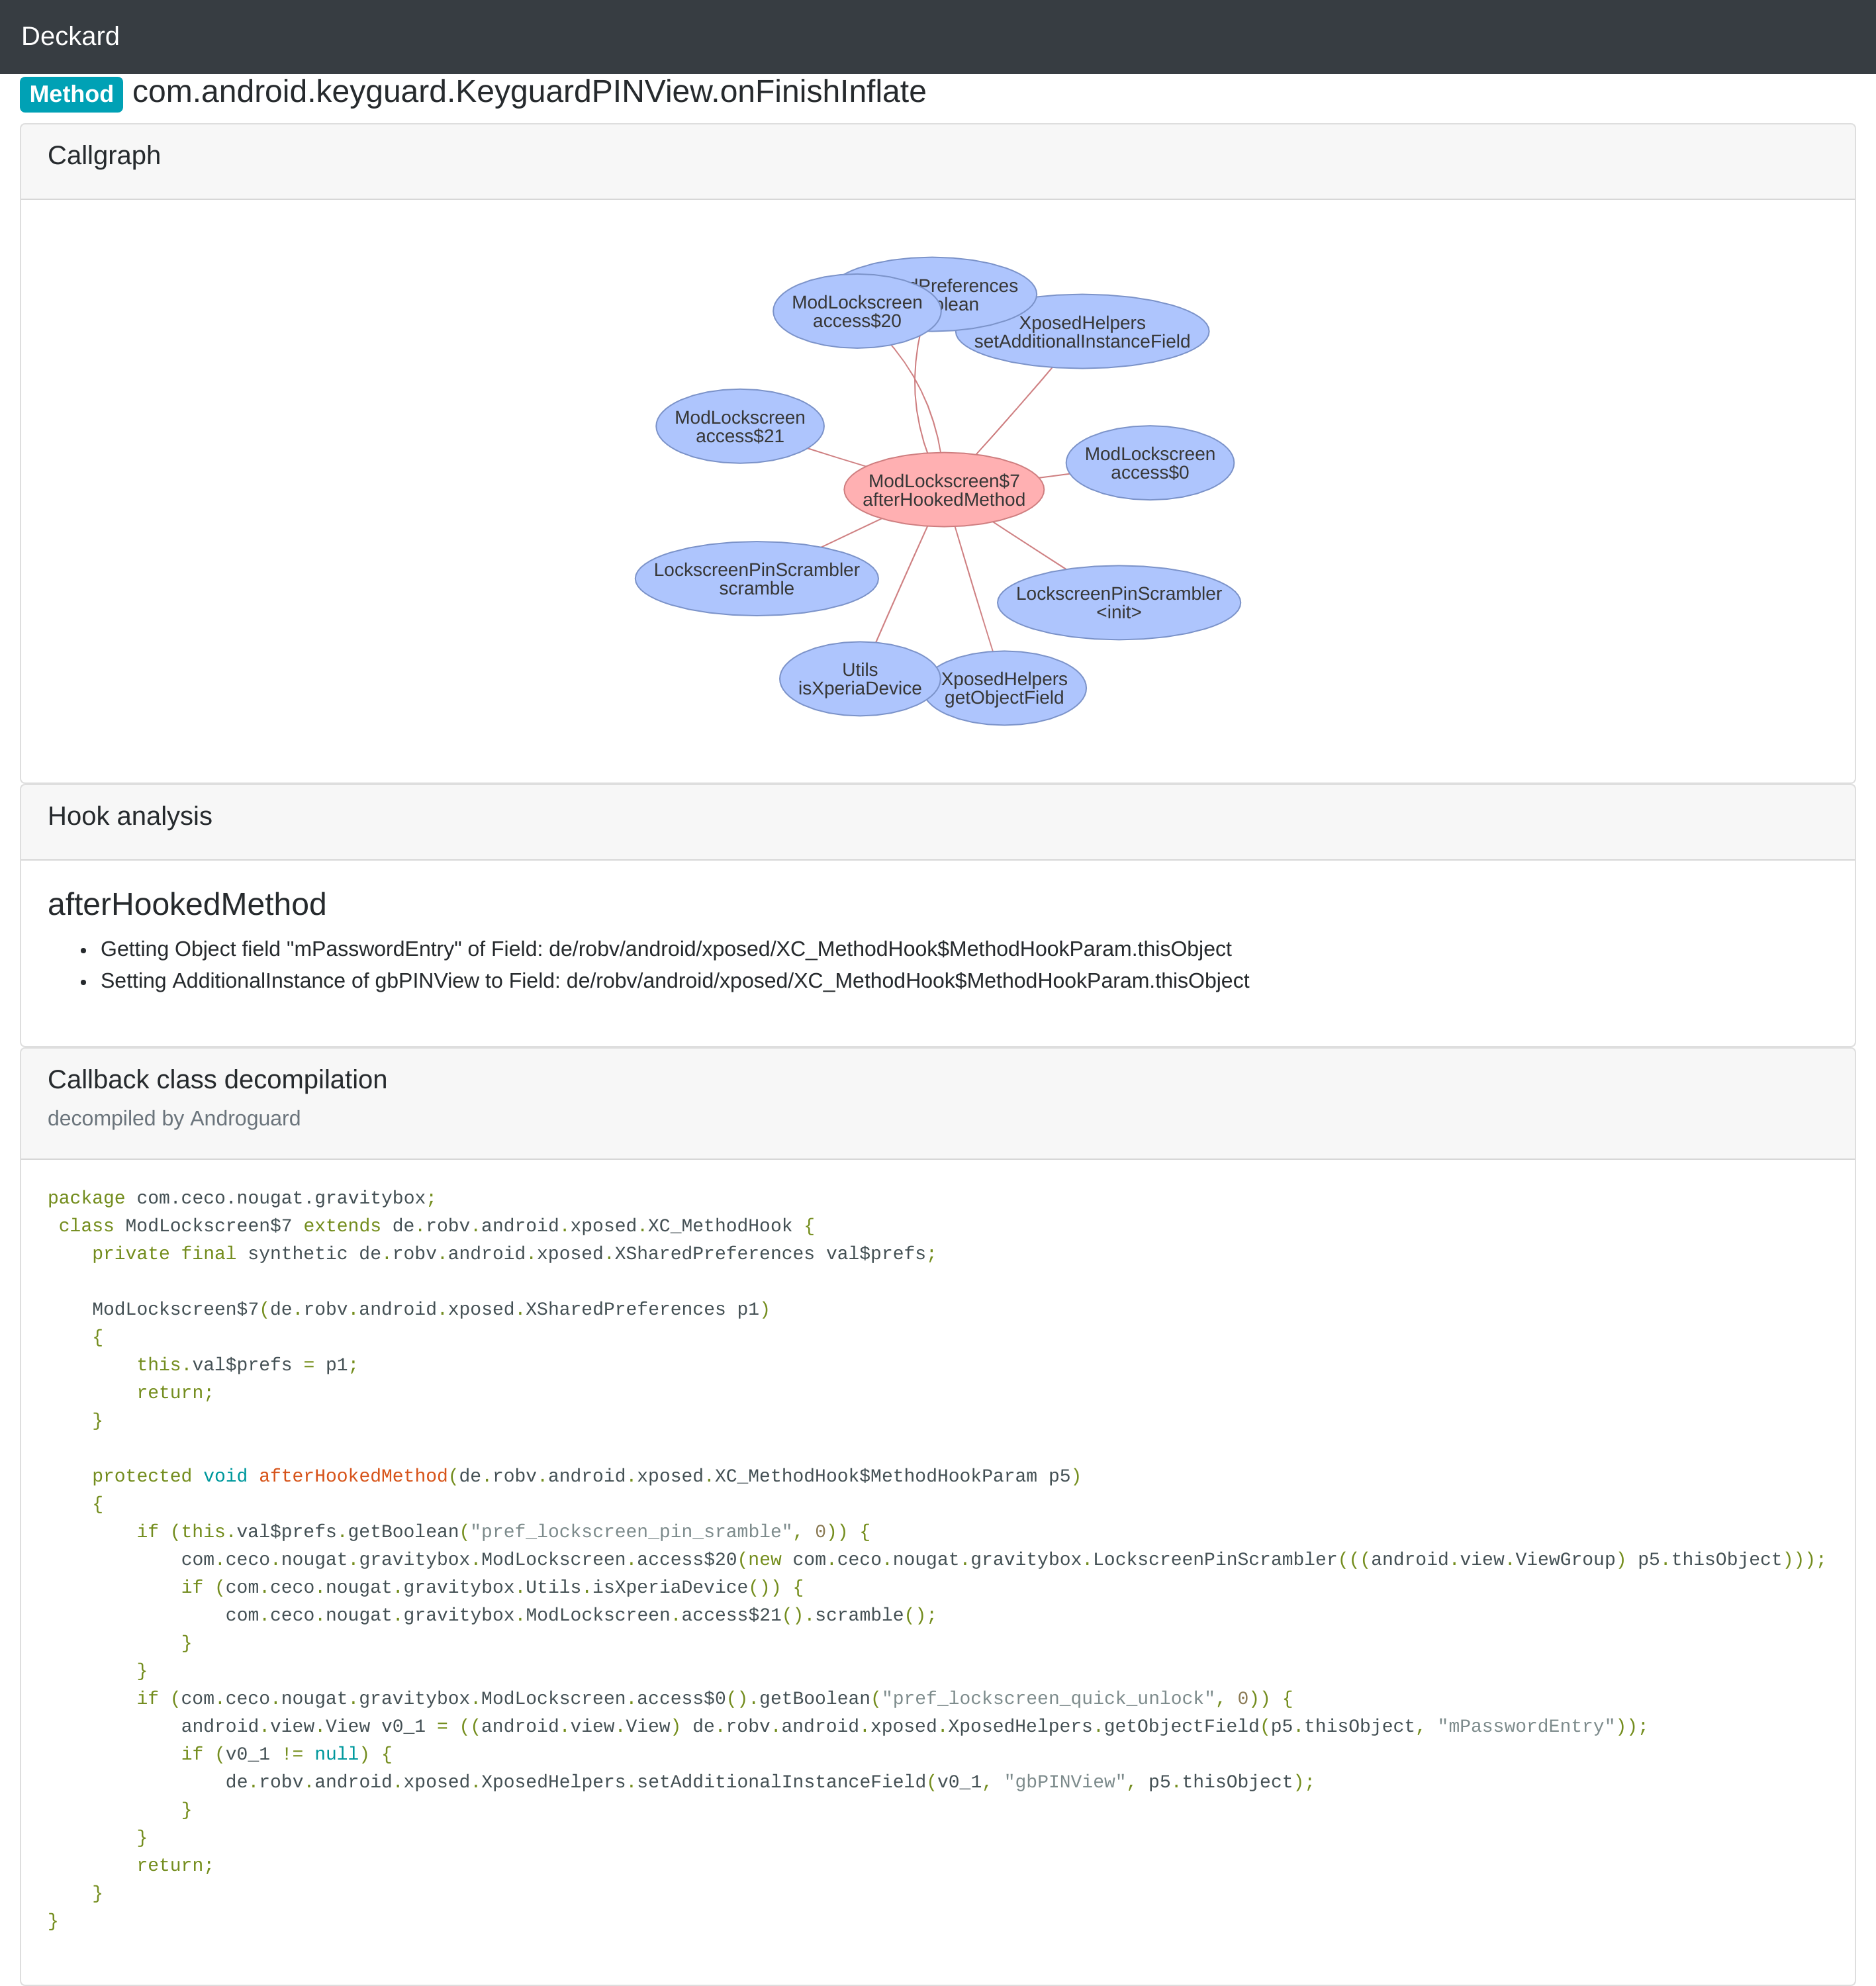 Deckard
Method com.android.keyguard.KeyguardPINView.onFinishInflate
Callgraph
ModLockscreen
access$20
XposedHelpers
setAdditionalInstanceField
ModLockscreen
access$21
ModLockscreen
access$0
ModLockscreen$7
afterHookedMethod
LockscreenPinScrambler
scramble
LockscreenPinScrambler
<init>
Utils
isXperiaDevice
XposedHelpers
getObjectField
Hook analysis
afterHookedMethod
• Getting Object field "mPasswordEntry" of Field: de/robv/android/xposed/XC_MethodHook$MethodHookParam.thisObject
• Setting AdditionalInstance of gbPINView to Field: de/robv/android/xposed/XC_MethodHook$MethodHookParam.thisObject
Callback class decompilation
decompiled by Androguard
package com.ceco.nougat.gravitybox;
 class ModLockscreen$7 extends de.robv.android.xposed.XC_MethodHook {
    private final synthetic de.robv.android.xposed.XSharedPreferences val$prefs;

    ModLockscreen$7(de.robv.android.xposed.XSharedPreferences p1)
    {
        this.val$prefs = p1;
        return;
    }

    protected void afterHookedMethod(de.robv.android.xposed.XC_MethodHook$MethodHookParam p5)
    {
        if (this.val$prefs.getBoolean("pref_lockscreen_pin_sramble", 0)) {
            com.ceco.nougat.gravitybox.ModLockscreen.access$20(new com.ceco.nougat.gravitybox.LockscreenPinScrambler(((android.view.ViewGroup) p5.thisObject)));
            if (com.ceco.nougat.gravitybox.Utils.isXperiaDevice()) {
                com.ceco.nougat.gravitybox.ModLockscreen.access$21().scramble();
            }
        }
        if (com.ceco.nougat.gravitybox.ModLockscreen.access$0().getBoolean("pref_lockscreen_quick_unlock", 0)) {
            android.view.View v0_1 = ((android.view.View) de.robv.android.xposed.XposedHelpers.getObjectField(p5.thisObject, "mPasswordEntry"));
            if (v0_1 != null) {
                de.robv.android.xposed.XposedHelpers.setAdditionalInstanceField(v0_1, "gbPINView", p5.thisObject);
            }
        }
        return;
    }
}